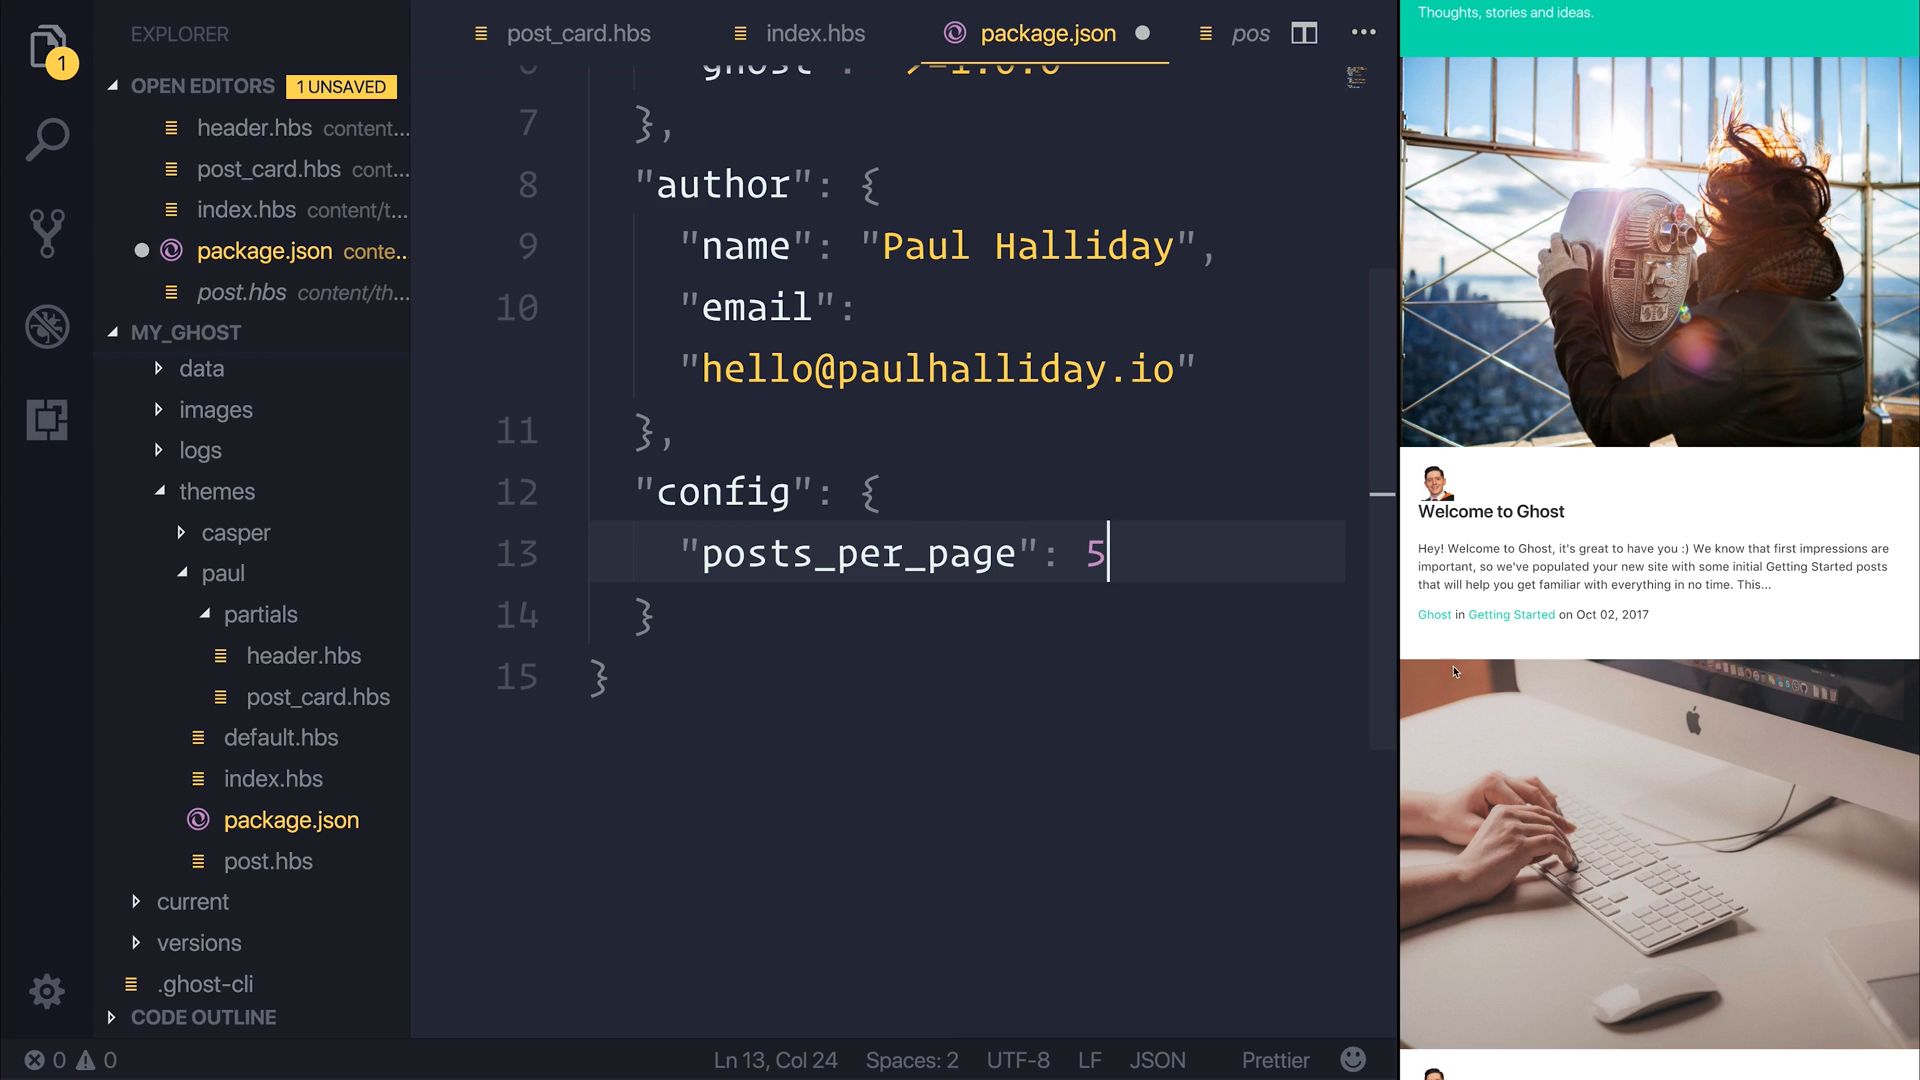 1
EXPLORER
OPEN EDITORS 1 UNSAVED
header.hbs content...
post_card.hbs cont...
index.hbs content/t...
package.json conte...
post.hbs content/th...
MY_GHOST
data
images
logs
themes
casper
paul
partials
header.hbs
post_card.hbs
default.hbs
index.hbs
package.json
post.hbs
current
versions
.ghost-cli
CODE OUTLINE
post_card.hbs index.hbs package.json pos
6 "ghost": ">=1.0.0"
7 },
8 "author": {
9 "name": "Paul Halliday",
10 "email":
"hello@paulhalliday.io"
11 },
12 "config": {
13 "posts_per_page": 5
14 }
15 }
0 0 Ln 13, Col 24 Spaces: 2 UTF-8 LF JSON Prettier
Thoughts, stories and ideas.
Welcome to Ghost
Hey! Welcome to Ghost, it's great to have you :) We know that first impressions are
important, so we've populated your new site with some initial Getting Started posts
that will help you get familiar with everything in no time. This...
Ghost in Getting Started on Oct 02, 2017